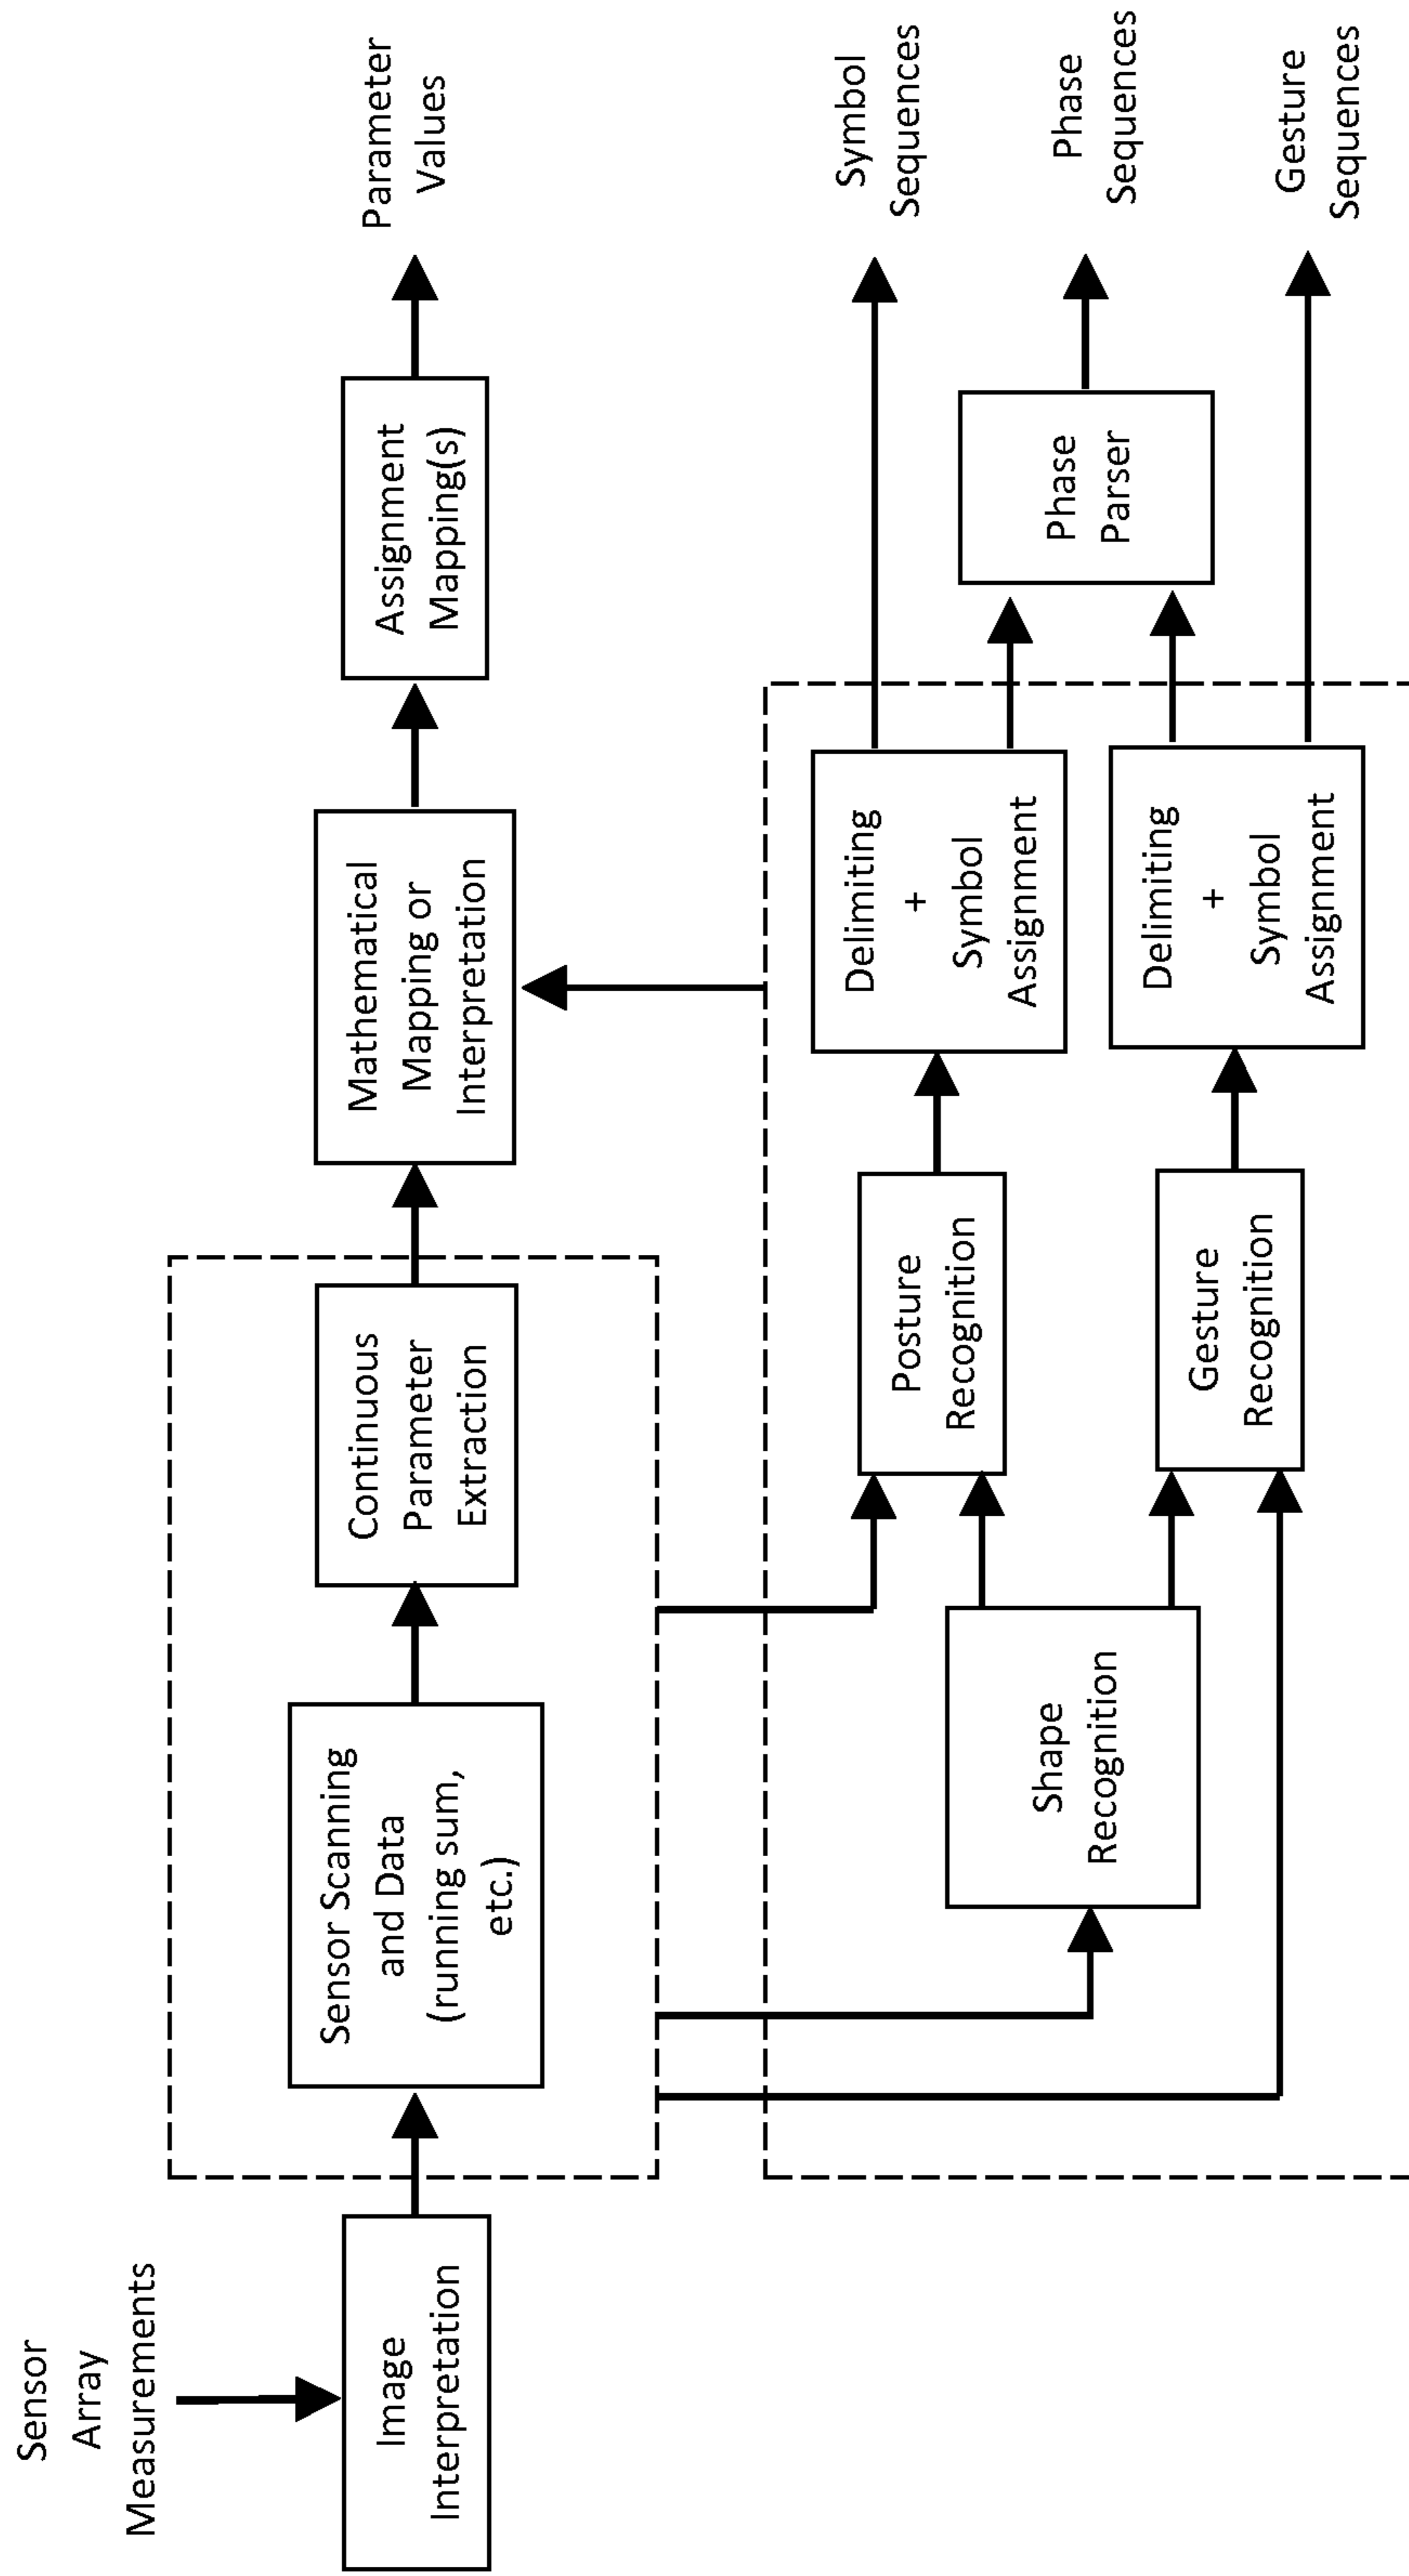 Sensor
Array
Measurements
Image
Interpretation
Sensor Scanning
and Data
(running sum,
etc.)
Continuous
Parameter
Extraction
Mathematical
Mapping or
Interpretation
Assignment
Mapping(s)
Parameter
Values
Shape
Recognition
Posture
Recognition
Delimiting
+
Symbol
Assignment
Symbol
Sequences
Phase
Parser
Phase
Sequences
Gesture
Recognition
Delimiting
+
Symbol
Assignment
Gesture
Sequences